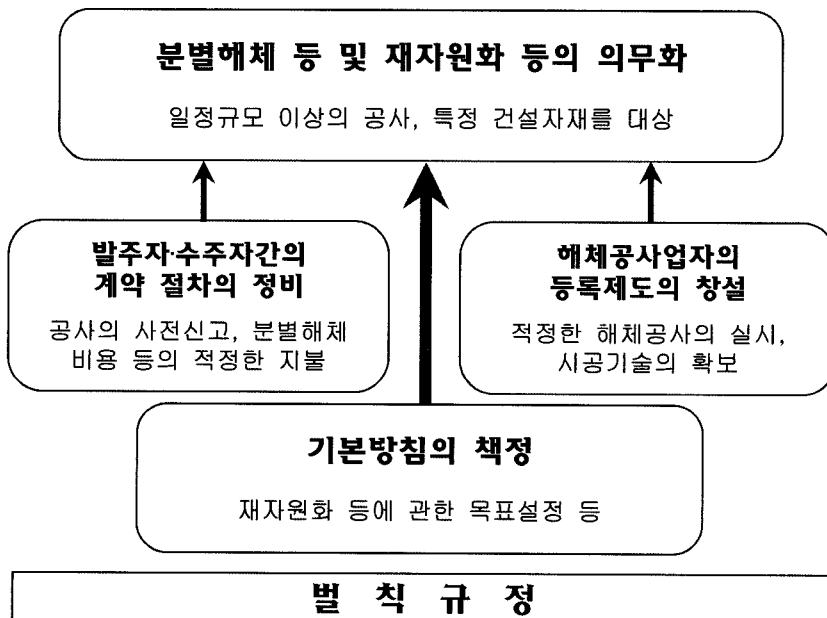 분별해체 등 및 재자원화 등의 의무화
일정규모 이상의 공사, 특정 건설자재를 대상
발주자·수주자간의
계약 절차의 정비
공사의 사전신고, 분별해체
비용 등의 적정한 지불
해체공사업자의
등록제도의 창설
적정한 해체공사의 실시,
시공기술의 확보
기본방침의 책정
재자원화 등에 관한 목표설정 등
벌 칙 규 정